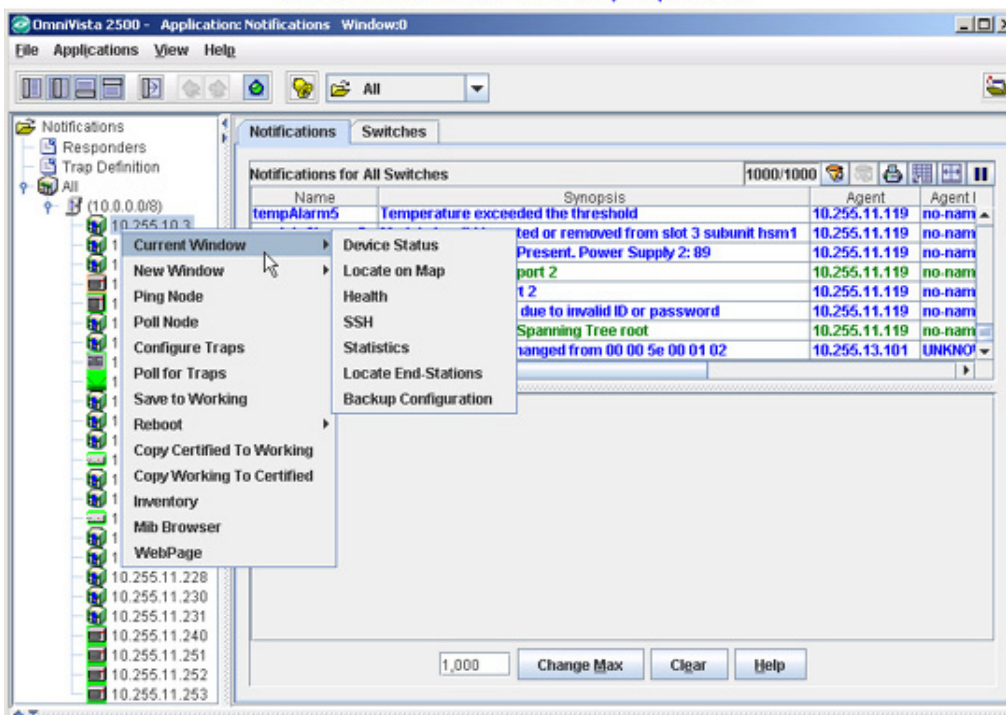 OmniVista 2500 - Application: Notifications Window:0
File Applications View Help
All
Notifications
Responders
Trap Definition
All
(10.0.0.0/8)
10.255.10.3
Current Window
New Window
Ping Node
Poll Node
Configure Traps
Poll for Traps
Save to Working
Reboot
Copy Certified To Working
Copy Working To Certified
Inventory
Mib Browser
WebPage
Device Status
Locate on Map
Health
SSH
Statistics
Locate End-Stations
Backup Configuration
10.255.11.228
10.255.11.230
10.255.11.231
10.255.11.240
10.255.11.251
10.255.11.252
10.255.11.253
Notifications Switches
Notifications for All Switches 1000/1000
Name Synopsis Agent Agent
tempAlarm5 Temperature exceeded the threshold 10.255.11.119 no-nam
ted or removed from slot 3 subunit hsm1 10.255.11.119 no-nam
Present. Power Supply 2: 89 10.255.11.119 no-nam
port 2 10.255.11.119 no-nam
t 2 10.255.11.119 no-nam
due to invalid ID or password 10.255.11.119 no-nam
Spanning Tree root 10.255.11.119 no-nam
hanged from 00 00 5e 00 01 02 10.255.13.101 UNKNO
1,000 Change Max Clear Help